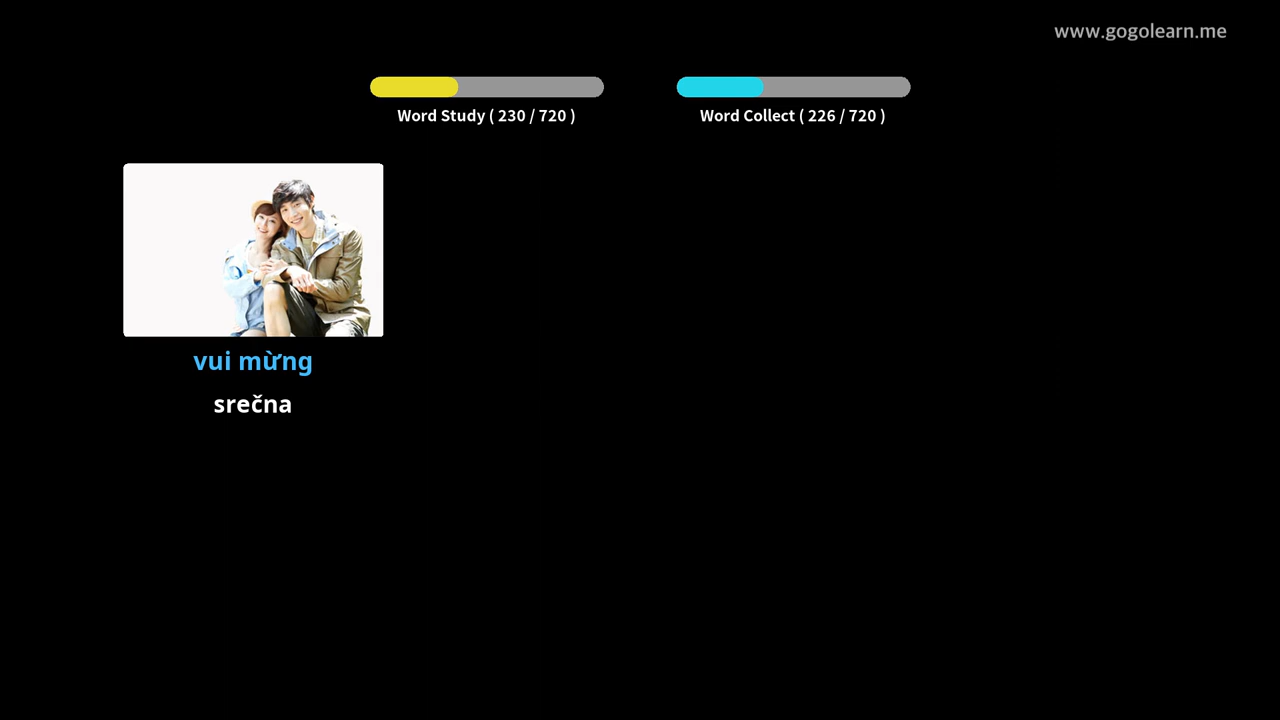 www.gogolearn.me
Word Study ( 230 / 720 )
Word Collect ( 226 / 720 )
vui mừng
srečna